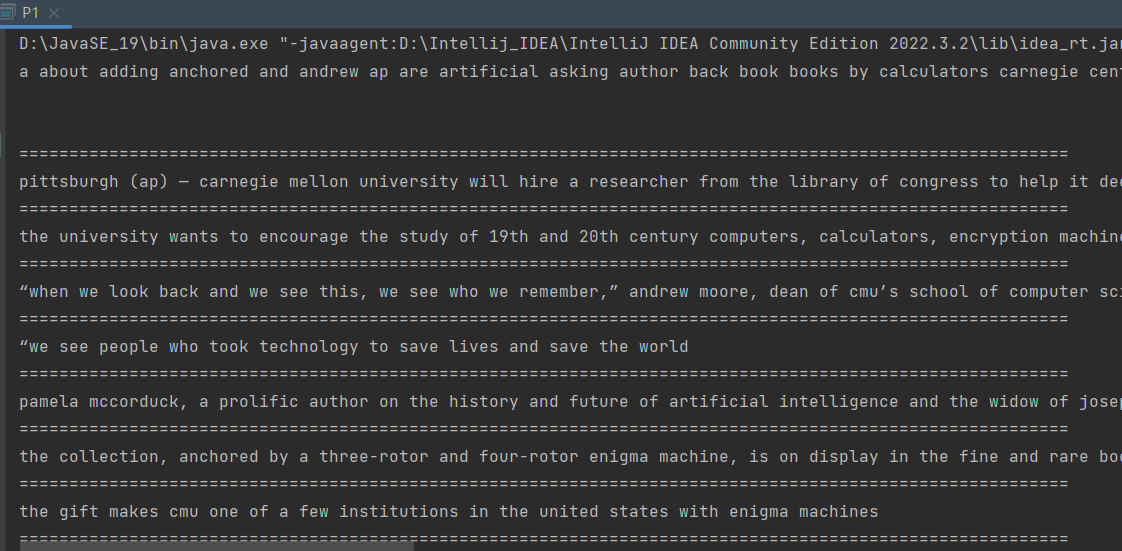 P1
D:\JavaSE_19\bin\java.exe "-javaagent:D:\Intellij_IDEA\IntelliJ IDEA Community Edition 2022.3.2\lib\idea_rt.jar
a about adding anchored and andrew ap are artificial asking author back book books by calculators carnegie cent
=========================================================================================================
pittsburgh (ap) — carnegie mellon university will hire a researcher from the library of congress to help it dec
=========================================================================================================
the university wants to encourage the study of 19th and 20th century computers, calculators, encryption machine
=========================================================================================================
“when we look back and we see this, we see who we remember,” andrew moore, dean of cmu’s school of computer sci
=========================================================================================================
“we see people who took technology to save lives and save the world
=========================================================================================================
pamela mccorduck, a prolific author on the history and future of artificial intelligence and the widow of josep
=========================================================================================================
the collection, anchored by a three-rotor and four-rotor enigma machine, is on display in the fine and rare boo
=========================================================================================================
the gift makes cmu one of a few institutions in the united states with enigma machines
=========================================================================================================